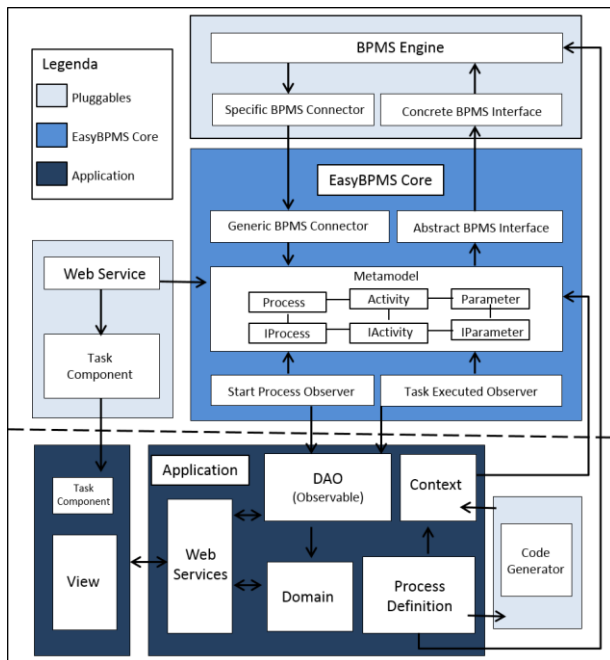 Legenda
Pluggables
EasyBPMS Core
Application
BPMS Engine
Specific BPMS Connector
Concrete BPMS Interface
EasyBPMS Core
Generic BPMS Connector
Abstract BPMS Interface
Metamodel
Process
Activity
Parameter
IProcess
IActivity
IParameter
Start Process Observer
Task Executed Observer
Web Service
Task
Component
Task
Component
View
Application
Web
Services
DAO
(Observable)
Domain
Context
Process
Definition
Code
Generator